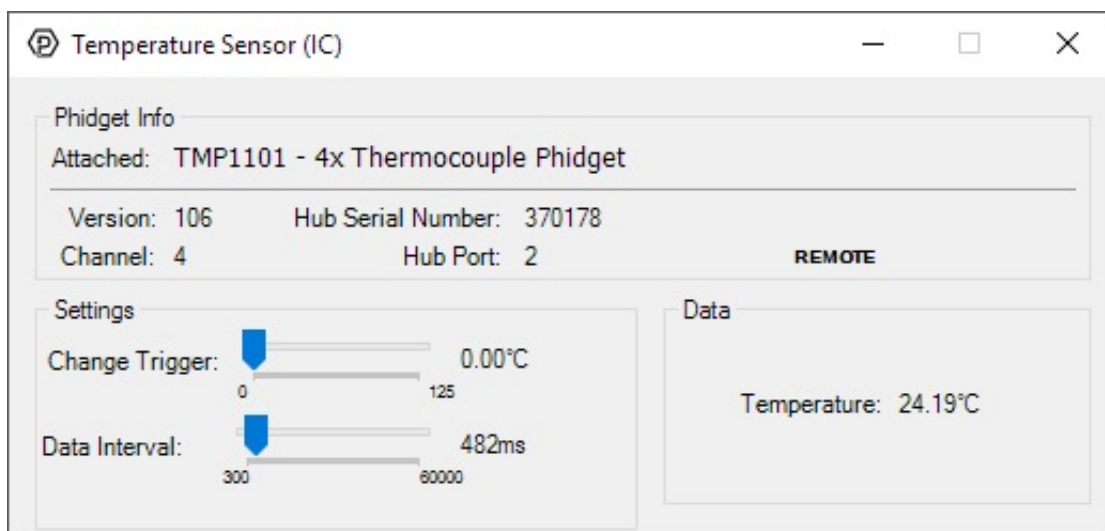 Temperature Sensor (IC)
Phidget Info
Attached: TMP1101 - 4x Thermocouple Phidget
Version: 106 Hub Serial Number: 370178
Channel: 4 Hub Port: 2 REMOTE
Settings
Change Trigger: 0.00°C
0 125
Data Interval: 482ms
300 60000
Data
Temperature: 24.19°C